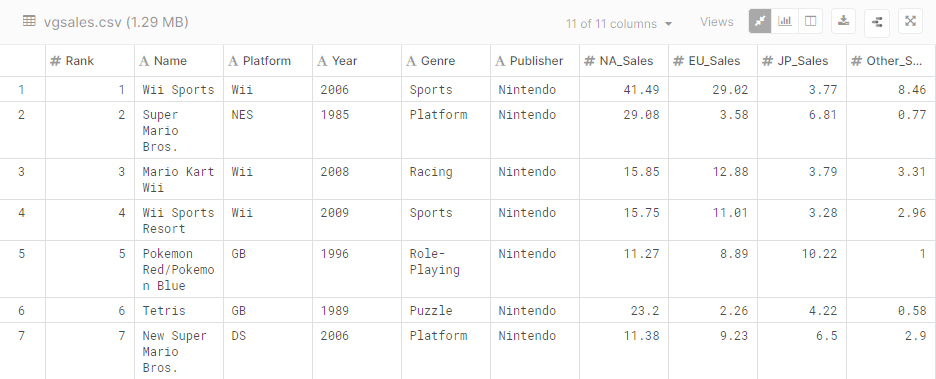 vgsales.csv (1.29 MB) 11 of 11 columns Views
# Rank A Name A Platform A Year A Genre A Publisher # NA_Sales # EU_Sales # JP_Sales # Other_S...
1 1 Wii Sports Wii 2006 Sports Nintendo 41.49 29.02 3.77 8.46
2 2 Super NES 1985 Platform Nintendo 29.08 3.58 6.81 0.77
Mario
Bros.
3 3 Mario Kart Wii 2008 Racing Nintendo 15.85 12.88 3.79 3.31
Wii
4 4 Wii Sports Wii 2009 Sports Nintendo 15.75 11.01 3.28 2.96
Resort
5 5 Pokemon GB 1996 Role- Nintendo 11.27 8.89 10.22 1
Red/Pokemo Playing
n Blue
6 6 Tetris GB 1989 Puzzle Nintendo 23.2 2.26 4.22 0.58
7 7 New Super DS 2006 Platform Nintendo 11.38 9.23 6.5 2.9
Mario
Bros.